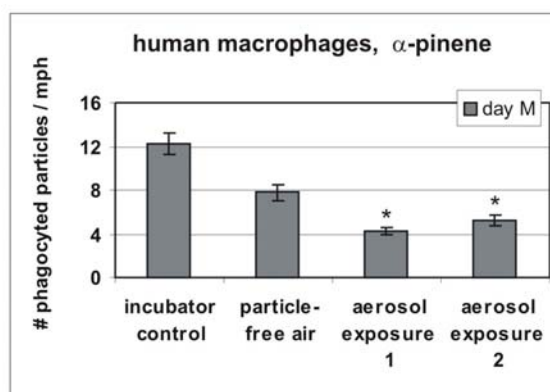 human macrophages, α-pinene
# phagocyted particles / mph
16
12
8
4
0
day M
*
*
incubator control
particle-free air
aerosol exposure 1
aerosol exposure 2